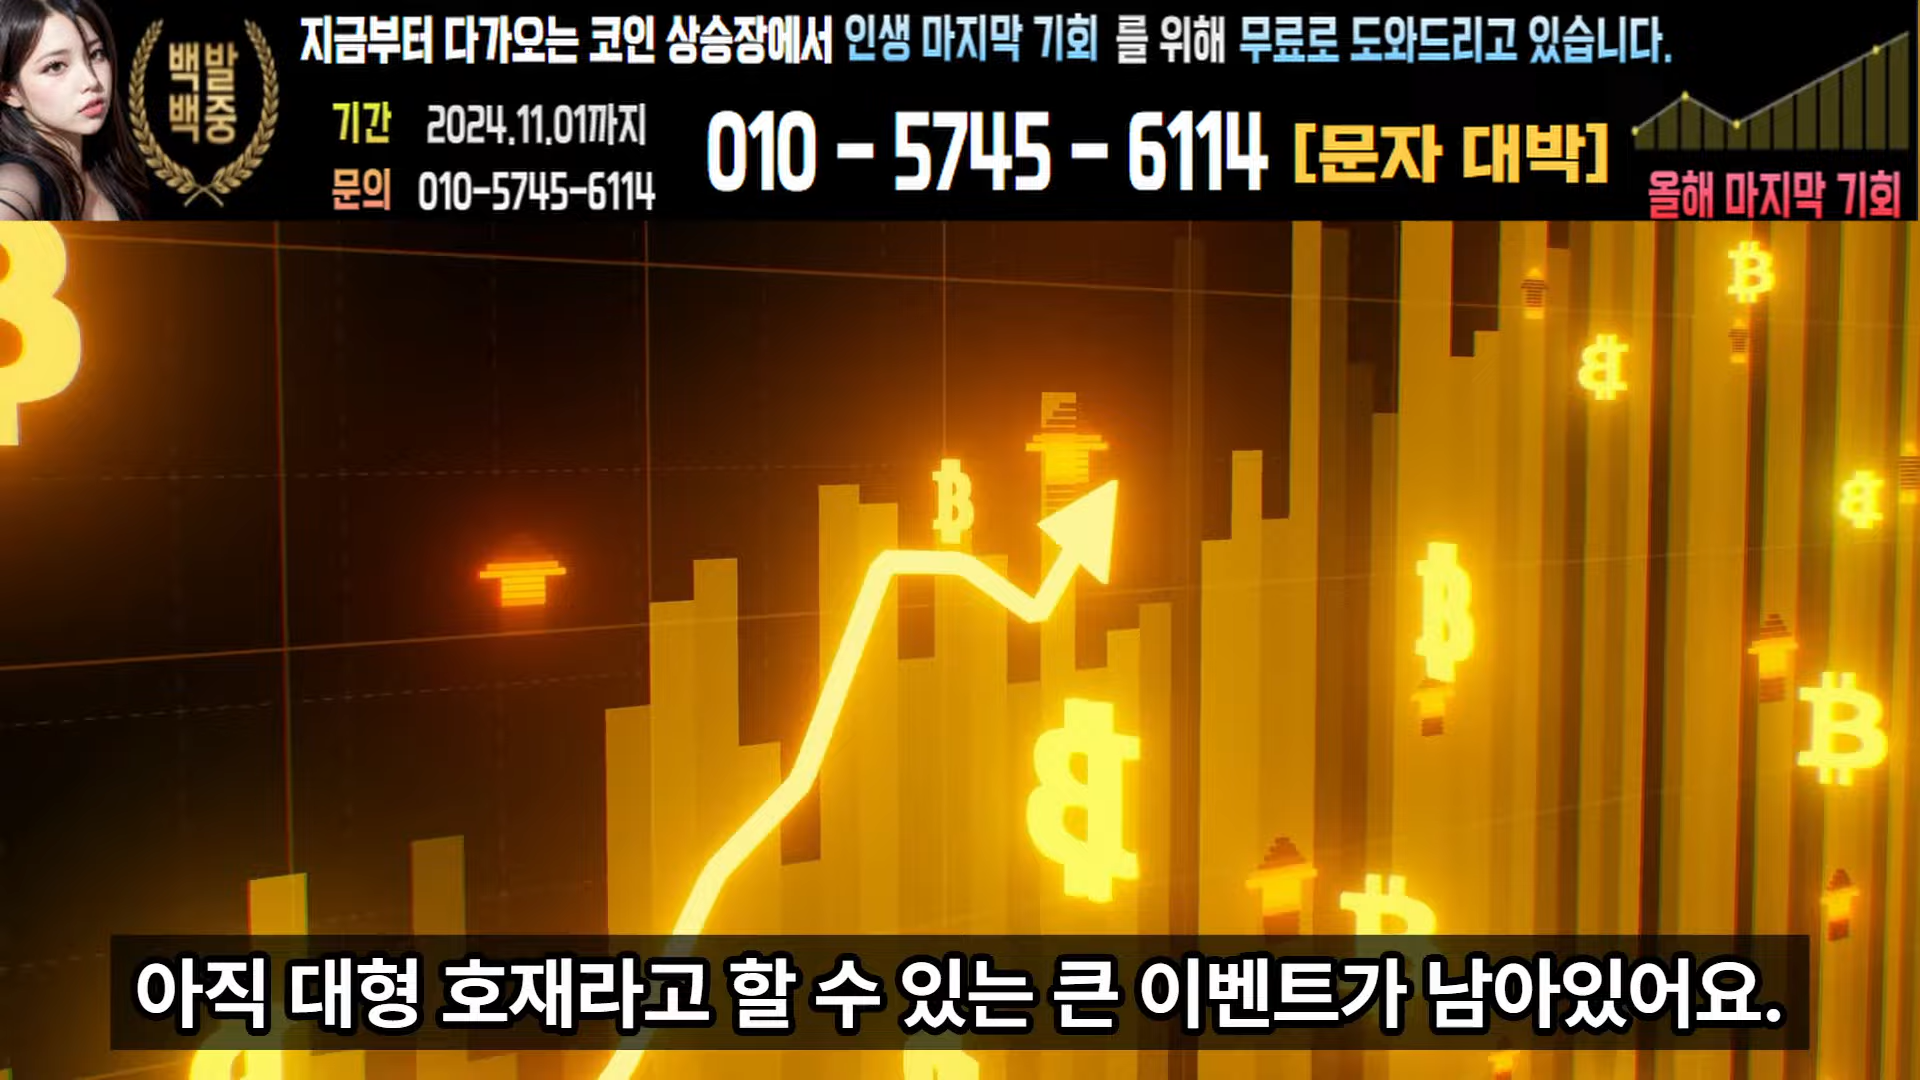 지금부터 다가오는 코인 상승장에서 인생 마지막 기회 를 위해 무료로 도와드리고 있습니다.
백발
백중
기간 2024.11.01까지
문의 010-5745-6114
010 - 5745 - 6114 [문자 대박]
올해 마지막 기회
아직 대형 호재라고 할 수 있는 큰 이벤트가 남아있어요.